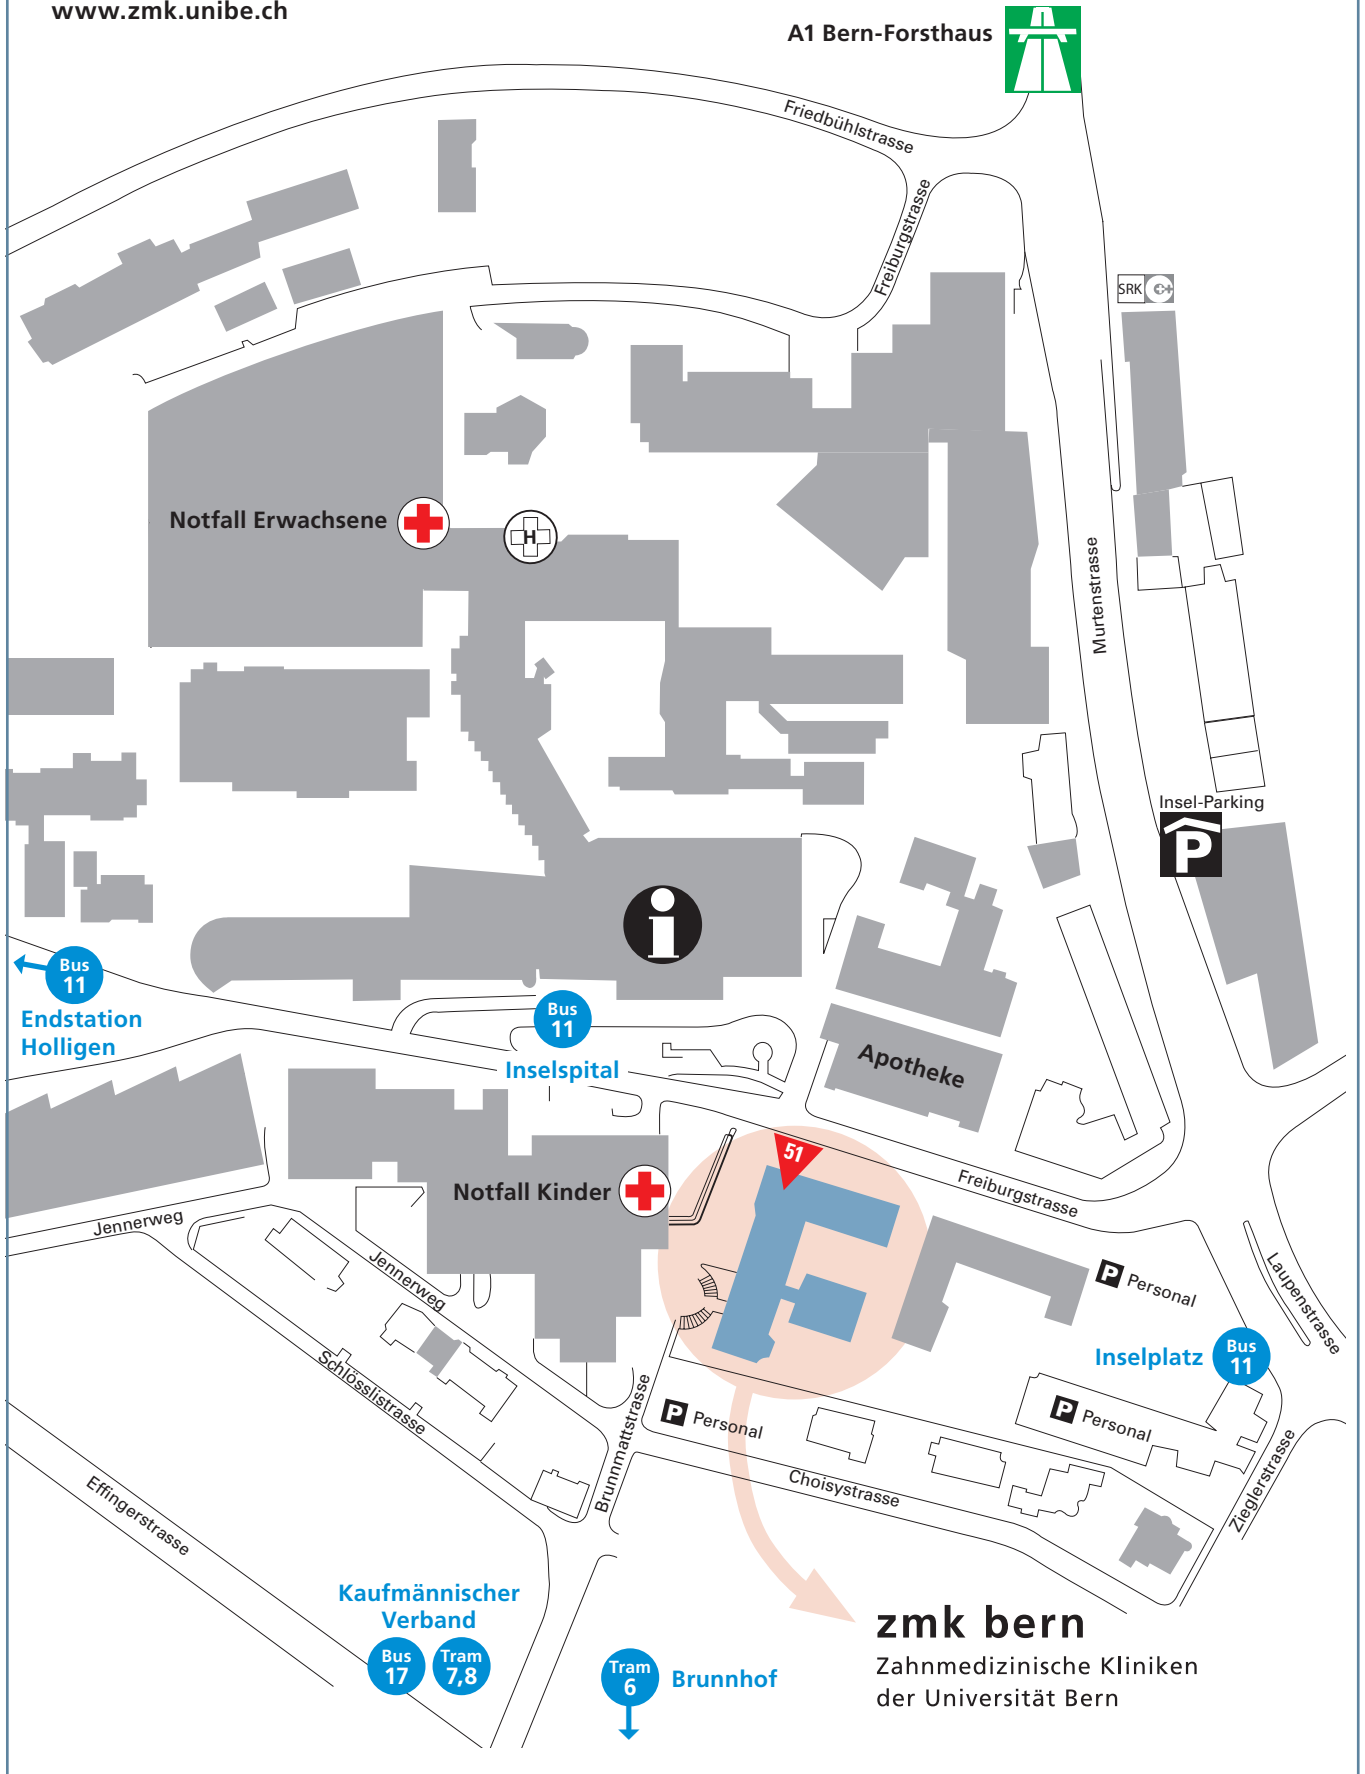 www.zmk.unibe.ch
A1 Bern-Forsthaus
Friedbühlstrasse
Freiburgstrasse
SRK
Notfall Erwachsene
H
Murtenstrasse
Insel-Parking
P
i
Bus
11
Endstation
Holligen
Bus
11
Inselspital
Apotheke
51
Notfall Kinder
Freiburgstrasse
Jennerweg
Jennerweg
P Personal
Laupenstrasse
Inselplatz
Bus
11
Schlösslistrasse
Brunnmattstrasse
P Personal
P Personal
Choisystrasse
Zieglerstrasse
Effingerstrasse
Kaufmännischer
Verband
Bus
17
Tram
7,8
Tram
6
Brunnhof
zmk bern
Zahnmedizinische Kliniken
der Universität Bern